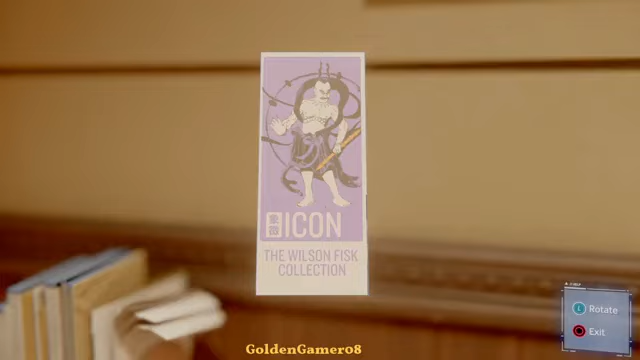 ICON
THE WILSON FISK
COLLECTION
Rotate
Exit
GoldenGamer08